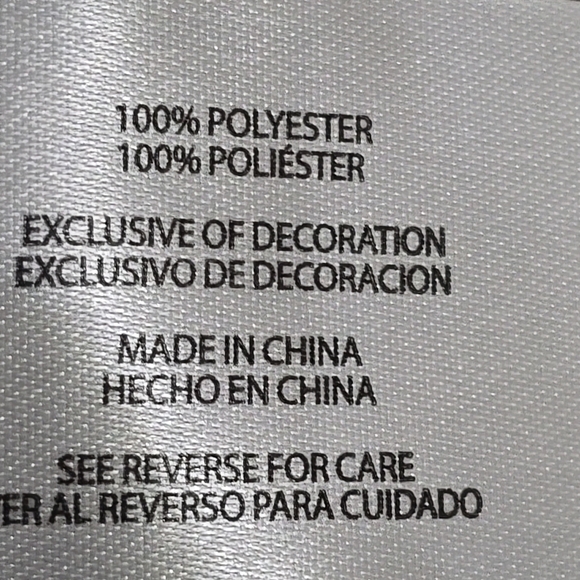 100% POLYESTER
100% POLIÉSTER
EXCLUSIVE OF DECORATION
EXCLUSIVO DE DECORACION
MADE IN CHINA
HECHO EN CHINA
SEE REVERSE FOR CARE
ER AL REVERSO PARA CUIDADO